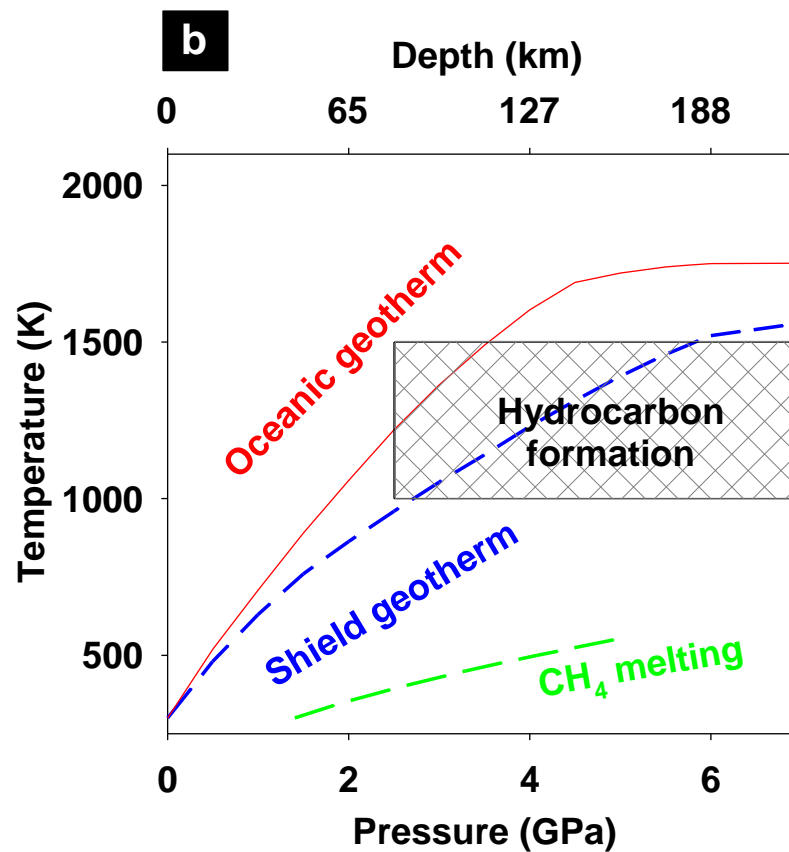 b
Depth (km)
0 65 127 188
2000
1500
1000
500
Temperature (K)
Oceanic geotherm
Hydrocarbon
formation
Shield geotherm
CH₄ melting
0 2 4 6
Pressure (GPa)